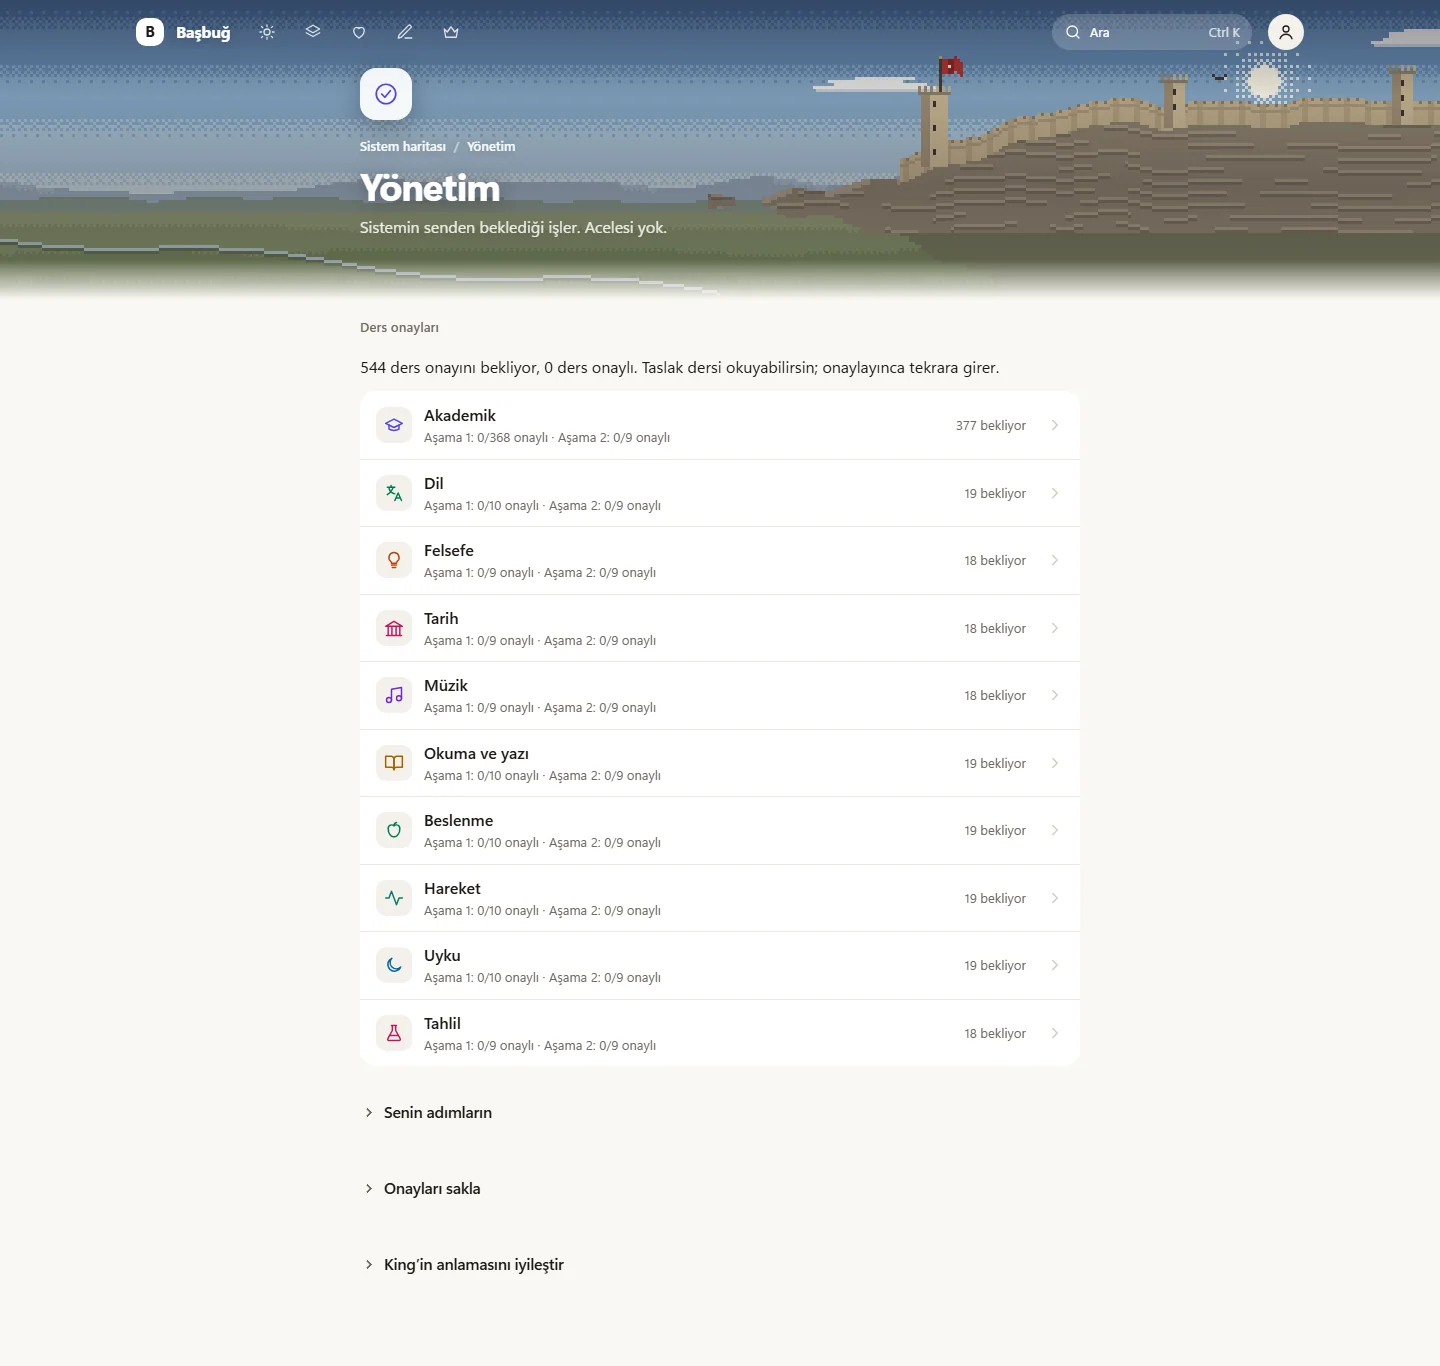 B Başbuğ
Ara Ctrl K
Sistem haritası / Yönetim
Yönetim
Sistemin senden beklediği işler. Acelesi yok.
Ders onayları
544 ders onayını bekliyor, 0 ders onaylı. Taslak dersi okuyabilirsin; onaylayınca tekrara girer.
Akademik
Aşama 1: 0/368 onaylı · Aşama 2: 0/9 onaylı
377 bekliyor
Dil
Aşama 1: 0/10 onaylı · Aşama 2: 0/9 onaylı
19 bekliyor
Felsefe
Aşama 1: 0/9 onaylı · Aşama 2: 0/9 onaylı
18 bekliyor
Tarih
Aşama 1: 0/9 onaylı · Aşama 2: 0/9 onaylı
18 bekliyor
Müzik
Aşama 1: 0/9 onaylı · Aşama 2: 0/9 onaylı
18 bekliyor
Okuma ve yazı
Aşama 1: 0/10 onaylı · Aşama 2: 0/9 onaylı
19 bekliyor
Beslenme
Aşama 1: 0/10 onaylı · Aşama 2: 0/9 onaylı
19 bekliyor
Hareket
Aşama 1: 0/10 onaylı · Aşama 2: 0/9 onaylı
19 bekliyor
Uyku
Aşama 1: 0/10 onaylı · Aşama 2: 0/9 onaylı
19 bekliyor
Tahlil
Aşama 1: 0/9 onaylı · Aşama 2: 0/9 onaylı
18 bekliyor
Senin adımların
Onayları sakla
King'in anlamasını iyileştir